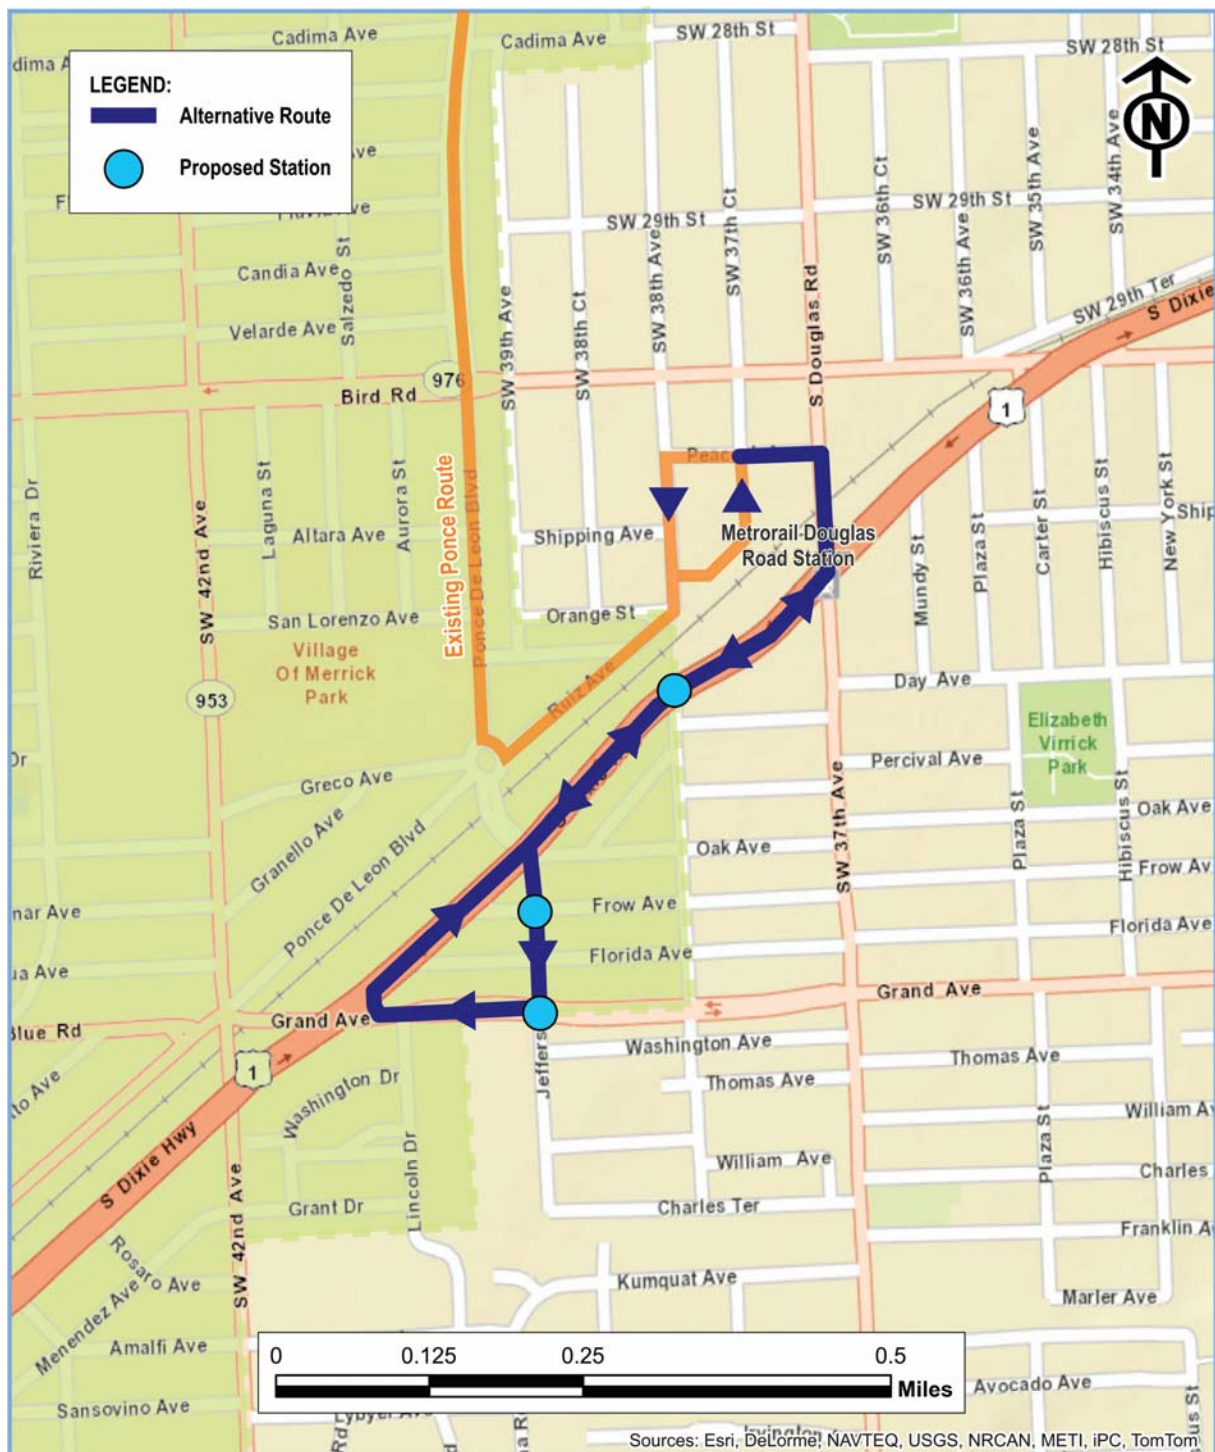 Cadima Ave
Cadima Ave
SW 28th St
SW 28th St
LEGEND:
Alternative Route
Proposed Station
N
SW 34th Ave
SW 35th Ave
SW 36th Ct
SW 29th St
SW 29th St
SW 37th Ct
SW 38th Ave
SW 36th Ave
Candia Ave
Salzedo St
Velarde Ave
SW 39th Ave
SW 38th Ct
S Douglas Rd
SW 29th Ter
S Dixie
976
Bird Rd
1
Existing Ponce Route
Ponce De Leon Blvd
Riviera Dr
SW 42nd Ave
Laguna St
Aurora St
Altara Ave
Shipping Ave
Metrorail Douglas
Road Station
Mundy St
Plaza St
Carter St
Hibiscus St
New York St
Ship
San Lorenzo Ave
Orange St
Village
Of Merrick
Park
953
Ruiz Ave
Day Ave
Elizabeth
Virrick
Park
Greco Ave
Percival Ave
Granello Ave
Ponce De Leon Blvd
SW 37th Ave
Plaza St
Hibiscus St
Oak Ave
Oak Ave
Frow Av
nar Ave
Frow Ave
Florida Ave
Florida Ave
ua Ave
Grand Ave
Grand Ave
Blue Rd
Jeffers
Washington Ave
Thomas Ave
Thomas Ave
1
to Ave
Washington Dr
William Av
Plaza St
S Dixie Hwy
SW 42nd Ave
Lincoln Dr
William Ave
Charles
Grant Dr
Charles Ter
Franklin A
Rosaro Ave
Kumquat Ave
Marler Ave
Menendez Ave
Amalfi Ave
0 0.125 0.25 0.5
Miles
Avocado Ave
Sansovino Ave
Sources: Esri, DeLorme, NAVTEQ, USGS, NRCAN, METI, iPC, TomTom